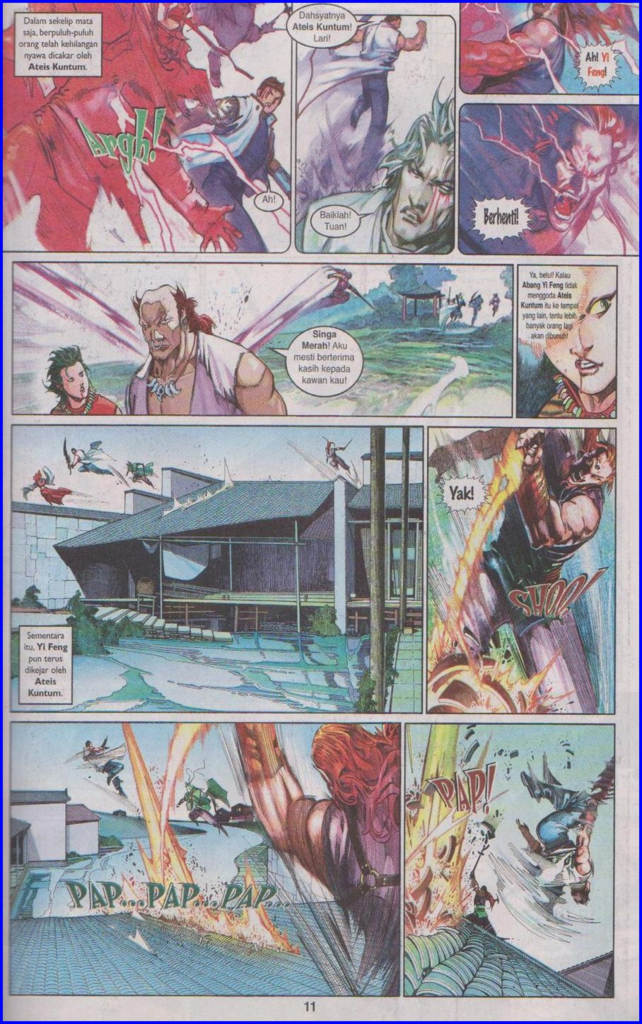 Dalam sekelip mata
saja, berpuluh-puluh
orang telah kehilangan
nyawa dicakar oleh
Ateis Kuntum.
Argh!
Ah!
Dahsyatnya
Ateis Kuntum!
Lari!
Baiklah!
Tuan!
Ah! Yi
Feng!
Berhenti!
Singa
Merah! Aku
mesti berterima
kasih kepada
kawan kau!
Ya, betul! Kalau
Abang Yi Feng tidak
menggoda Ateis
Kuntum itu ke tempat
yang lain, tentu lebih
banyak orang lagi
akan dibunuh!
Sementara
itu, Yi Feng
pun terus
dikejar oleh
Ateis
Kuntum.
Yak!
SHOO!
PAP...PAP...PAP...
PAP!
11